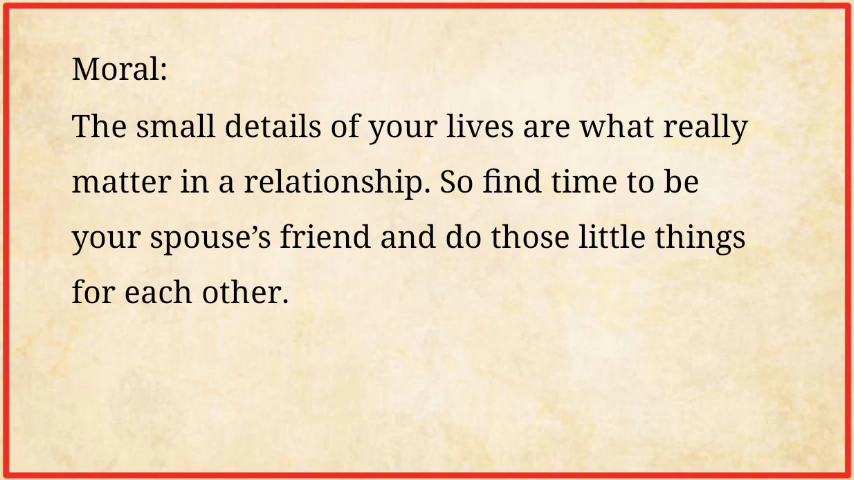 Moral:
The small details of your lives are what really
matter in a relationship. So find time to be
your spouse’s friend and do those little things
for each other.